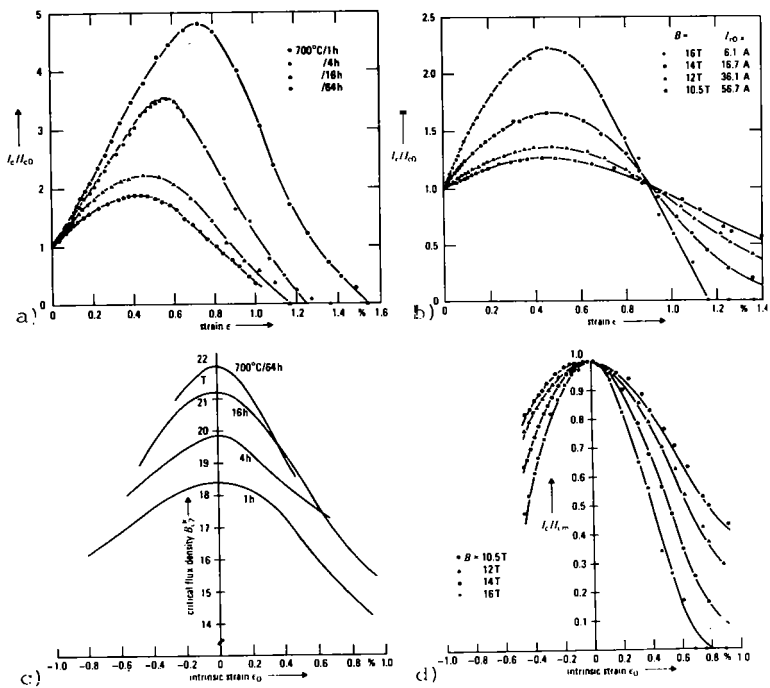 a)
5
4
3
2
1
0
I_c/I_c0
700°C/1h
/4h
/16h
/64h
0 0.2 0.4 0.6 0.8 1.0 1.2 1.4 % 1.6
strain ε
b)
2.5
2.0
1.5
1.0
0.5
0
I_c/I_c0
B=
16T 6.1 A
14T 16.7 A
12T 36.1 A
10.5T 56.7 A
0 0.2 0.4 0.6 0.8 1.0 1.2 % 1.4
strain ε
c)
22
T
21
20
19
18
17
16
15
14
13
critical flux density
700°C/64h
16h
4h
1h
-1.0 -0.8 -0.6 -0.4 -0.2 0 0.2 0.4 0.6 0.8 % 1.0
intrinsic strain ε₀
d)
1.0
0.9
0.8
0.7
0.6
0.5
0.4
0.3
0.2
0.1
B = 10.5T
12T
14T
16T
-1.0 -0.8 -0.6 -0.4 -0.2 0 0.2 0.4 0.6 0.8 % 1.0
intrinsic strain ε₀